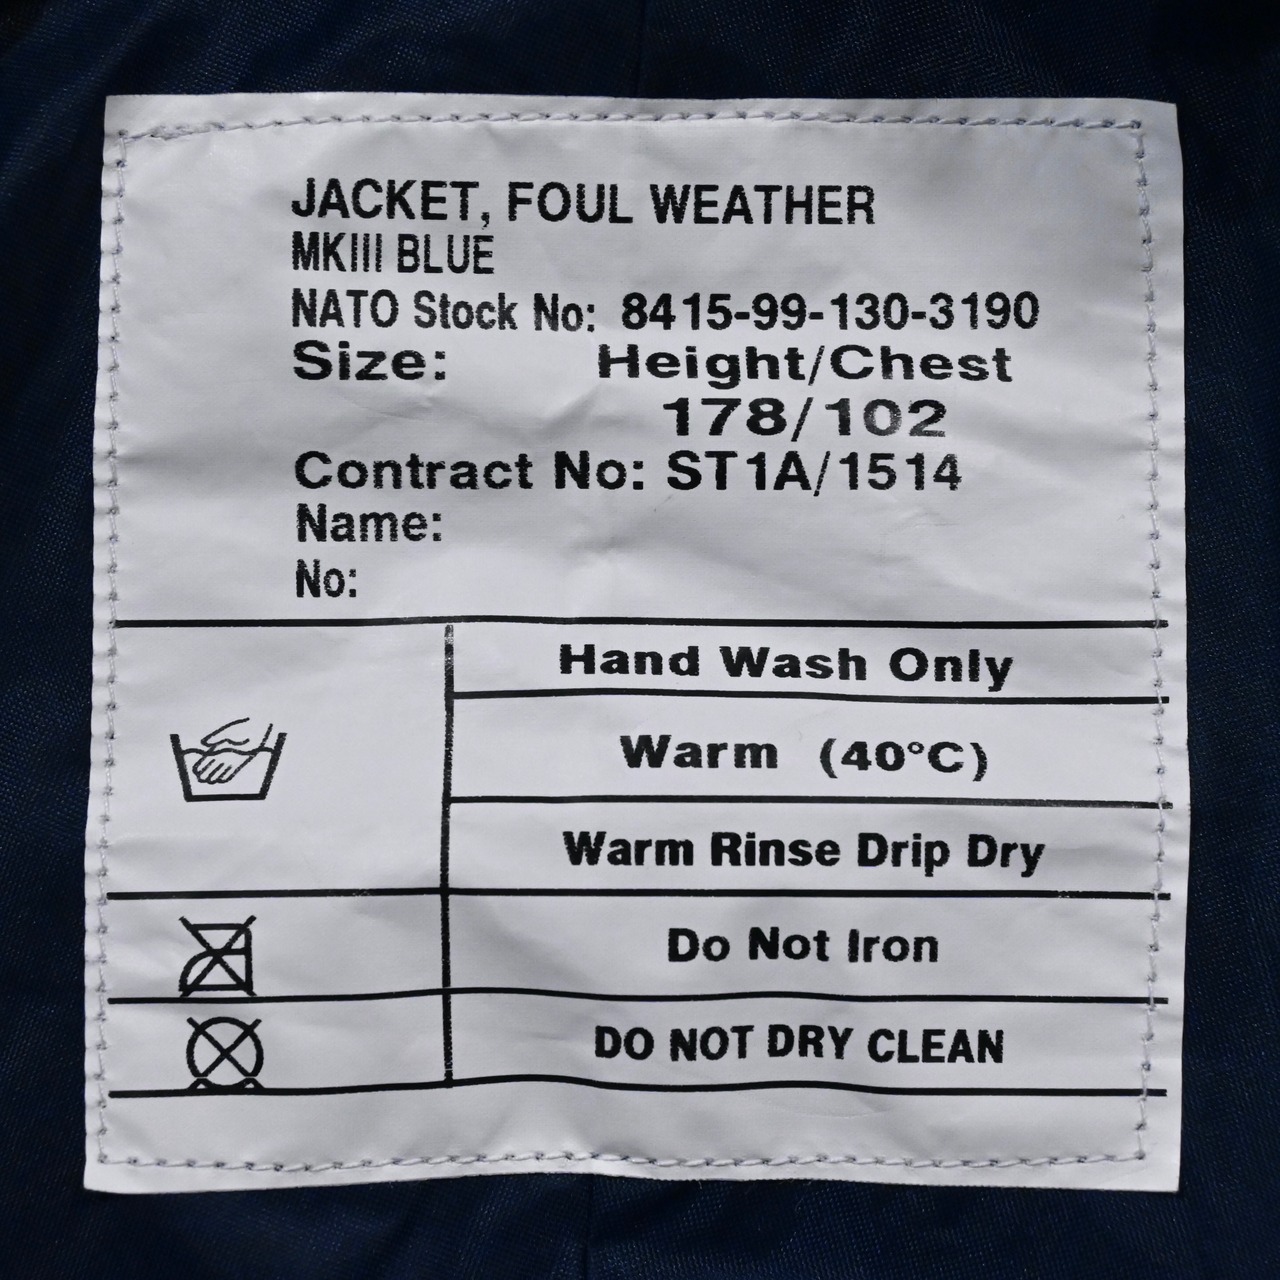 JACKET, FOUL WEATHER
MKIII BLUE
NATO Stock No: 8415-99-130-3190
Size: Height/Chest
178/102
Contract No: ST1A/1514
Name:
No:
Hand Wash Only
Warm (40°C)
Warm Rinse Drip Dry
Do Not Iron
DO NOT DRY CLEAN